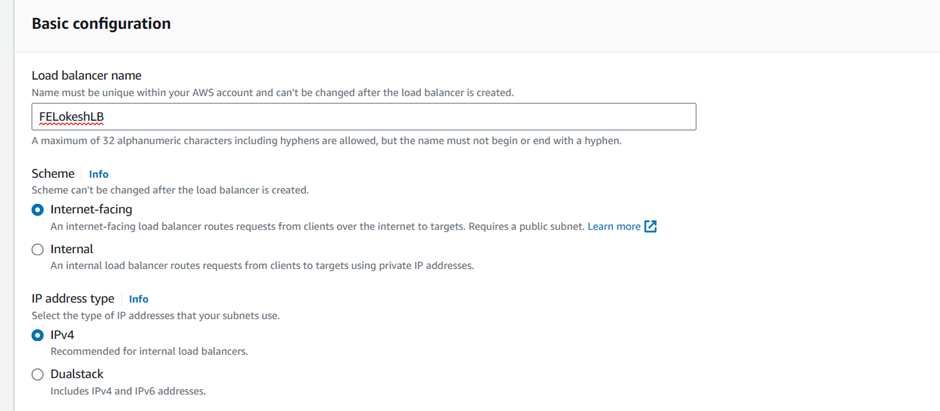 Basic configuration
Load balancer name
Name must be unique within your AWS account and can't be changed after the load balancer is created.
FELokeshLB
A maximum of 32 alphanumeric characters including hyphens are allowed, but the name must not begin or end with a hyphen.
Scheme Info
Scheme can't be changed after the load balancer is created.
Internet-facing
An internet-facing load balancer routes requests from clients over the internet to targets. Requires a public subnet. Learn more
Internal
An internal load balancer routes requests from clients to targets using private IP addresses.
IP address type Info
Select the type of IP addresses that your subnets use.
IPv4
Recommended for internal load balancers.
Dualstack
Includes IPv4 and IPv6 addresses.